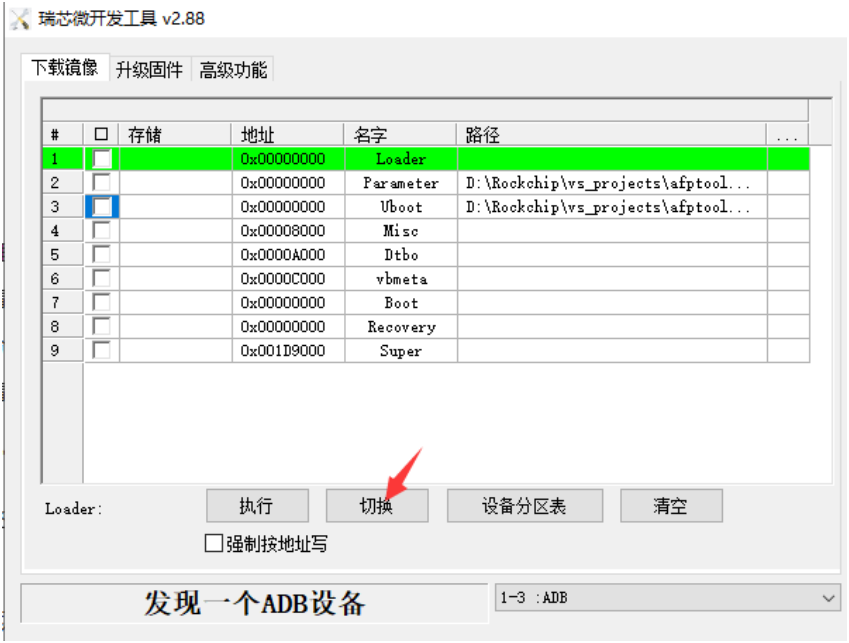 瑞芯微开发工具 v2.88
下载镜像 升级固件 高级功能
# 存储 地址 名字 路径 ...
1 0x00000000 Loader
2 0x00000000 Parameter D:\Rockchip\vs_projects\afptool...
3 0x00000000 Uboot D:\Rockchip\vs_projects\afptool...
4 0x00008000 Misc
5 0x0000A000 Dtbo
6 0x0000C000 vbmeta
7 0x00000000 Boot
8 0x00000000 Recovery
9 0x001D9000 Super
Loader: 执行 切换 设备分区表 清空
强制按地址写
发现一个ADB设备 1-3 :ADB